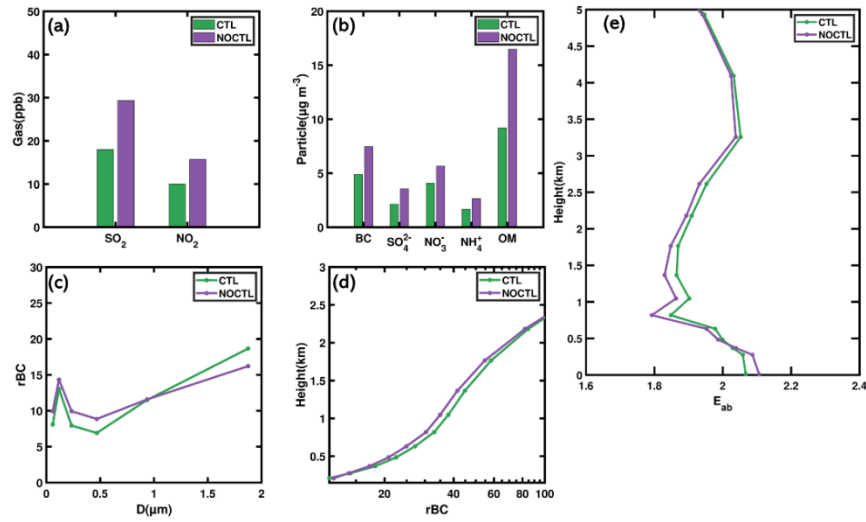 (a)
CTL
NOCTL
50
40
30
20
10
0
Gas(ppb)
SO2
NO2
(b)
CTL
NOCTL
20
15
10
5
0
Particle(μg m-3)
BC
SO42-
NO3-
NH4+
OM
(c)
CTL
NOCTL
30
25
20
15
10
5
0
rBC
0
0.5
1
1.5
2
D(μm)
(d)
CTL
NOCTL
3
2.5
2
1.5
1
0.5
Height(km)
20
40
60
80
100
rBC
(e)
CTL
NOCTL
5
4.5
4
3.5
3
2.5
2
1.5
1
0.5
0
Height(km)
1.6
1.8
2
2.2
2.4
Eab